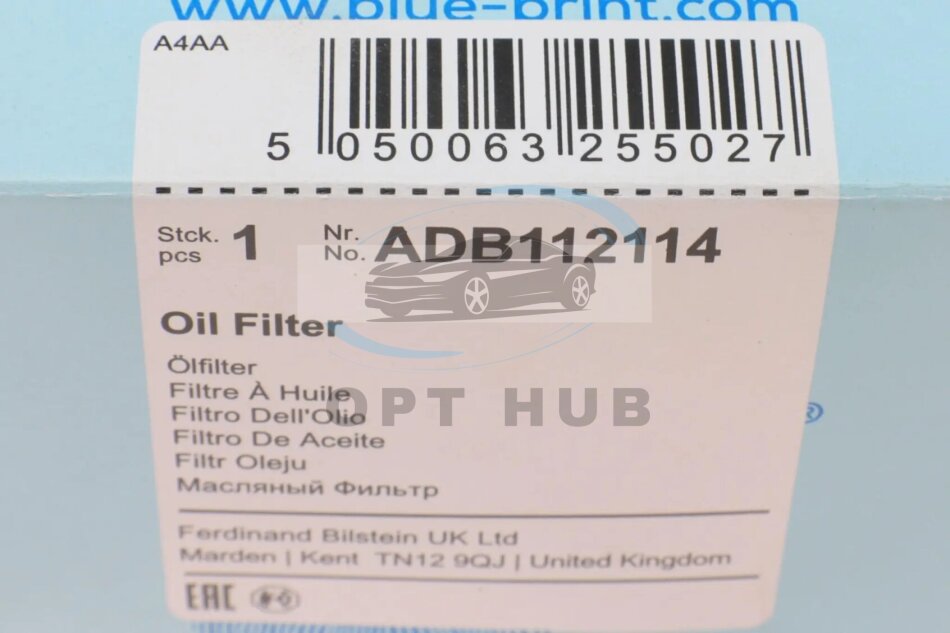 www.blue-print.com
A4AA
5 050063 255027
Stck. 1 Nr. ADB112114
pcs No.
Oil Filter
Ölfilter
Filtre À Huile
Filtro Dell'Olio
OPT HUB
Filtro De Aceite
Filtr Oleju
Масляный Фильтр
Ferdinand Bilstein UK Ltd
Marden | Kent TN12 9QJ | United Kingdom
EAC